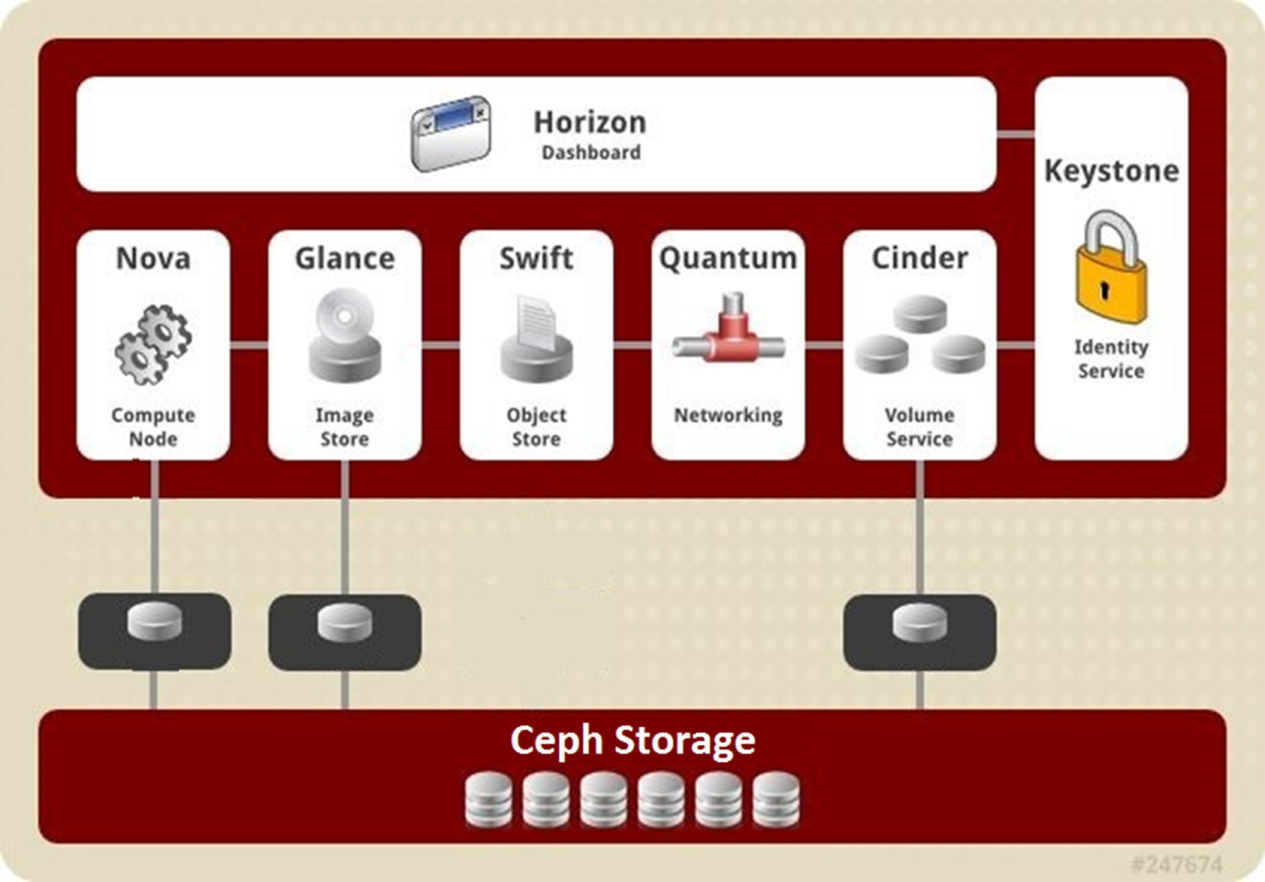 Horizon
Dashboard
Keystone
Identity
Service
Nova
Compute
Node
Glance
Image
Store
Swift
Object
Store
Quantum
Networking
Cinder
Volume
Service
Ceph Storage
#247674